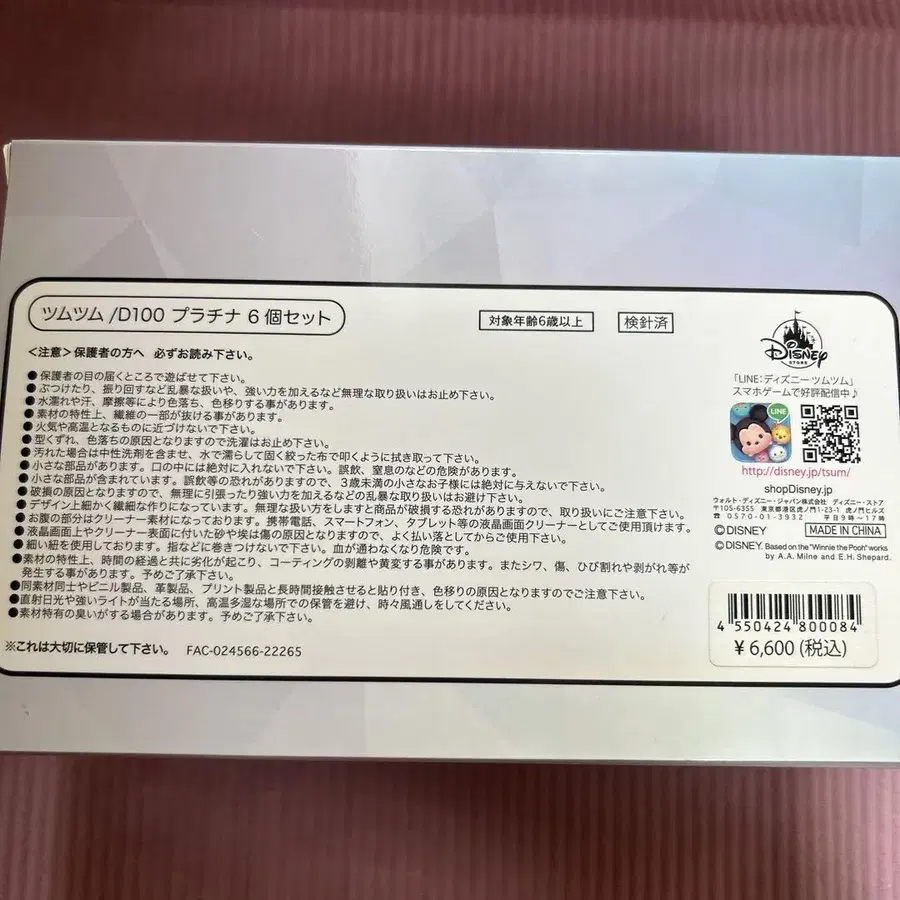 ツムツム /D100 プラチナ 6個セット
対象年齢6歳以上
検針済
<注意>保護者の方へ 必ずお読み下さい。
●保護者の目の届くところで遊ばせて下さい。
●ぶつけたり、振り回すなど乱暴な扱いや、強い力を加えるなど無理な取り扱いはお止め下さい。
●水濡れや汗、摩擦等により色落ち、色移りする事があります。
●素材の特性上、繊維の一部が抜ける事があります。
●火気や高温となるものに近づけないで下さい。
●型くずれ、色落ちの原因となりますので洗濯はお止め下さい。
●汚れた場合は中性洗剤を含ませ、水で濡らして固く絞った布で叩くように拭き取って下さい。
●小さな部品があります。口の中には絶対に入れないで下さい。誤飲、窒息のなどの危険があります。
●小さな部品が含まれています。誤飲等の恐れがありますので、3歳未満の小さなお子様には絶対に与えないで下さい。
●破損の原因となりますので、無理に引張ったり強い力を加えるなどの乱暴な取り扱いはお避け下さい。
●デザイン上細かく繊細な作りになっています。無理な扱いをしますと商品が破損する恐れがありますので、取り扱いにご注意下さい。
●お腹の部分はクリーナー素材になっております。携帯電話、スマートフォン、タブレット等の液晶画面クリーナーとしてご使用頂けます。
●液晶画面上やクリーナー表面に付いた砂や埃は傷の原因となりますので、よく払い落としてからご使用下さい。
●細い紐を使用しております。指などに巻きつけないで下さい。血が通わなくなり危険です。
●素材の特性上、時間の経過と共に劣化が起こり、コーティングの剥離や黄変する事があります。またシワ、傷、ひび割れや剥がれ等が
発生する事があります。予めご了承下さい。
●同素材同士やビニル製品、革製品、プリント製品と長時間接触させると貼り付き、色移りの原因となりますのでご注意下さい。
●直射日光や強いライトが当たる場所、高温多湿な場所での保管を避け、時々風通しをしてください。
●素材特有の臭いがする場合があります。予めご了承下さい。
※これは大切に保管して下さい。 FAC-024566-22265
Disney
STORE
「LINE:ディズニー ツムツム」
スマホゲームで好評配信中♪
LINE
http://disney.jp/tsum/
shopDisney.jp
ウォルト・ディズニー・ジャパン株式会社 ディズニー・ストア
〒105-6355 東京都港区虎ノ門1-23-1 虎ノ門ヒルズ
☎ 0570-01-3932 平日9時〜17時
©DISNEY MADE IN CHINA
©DISNEY. Based on the "Winnie the Pooh" works
by A.A. Milne and E.H. Shepard.
4 550424 800084
¥ 6,600 (税込)